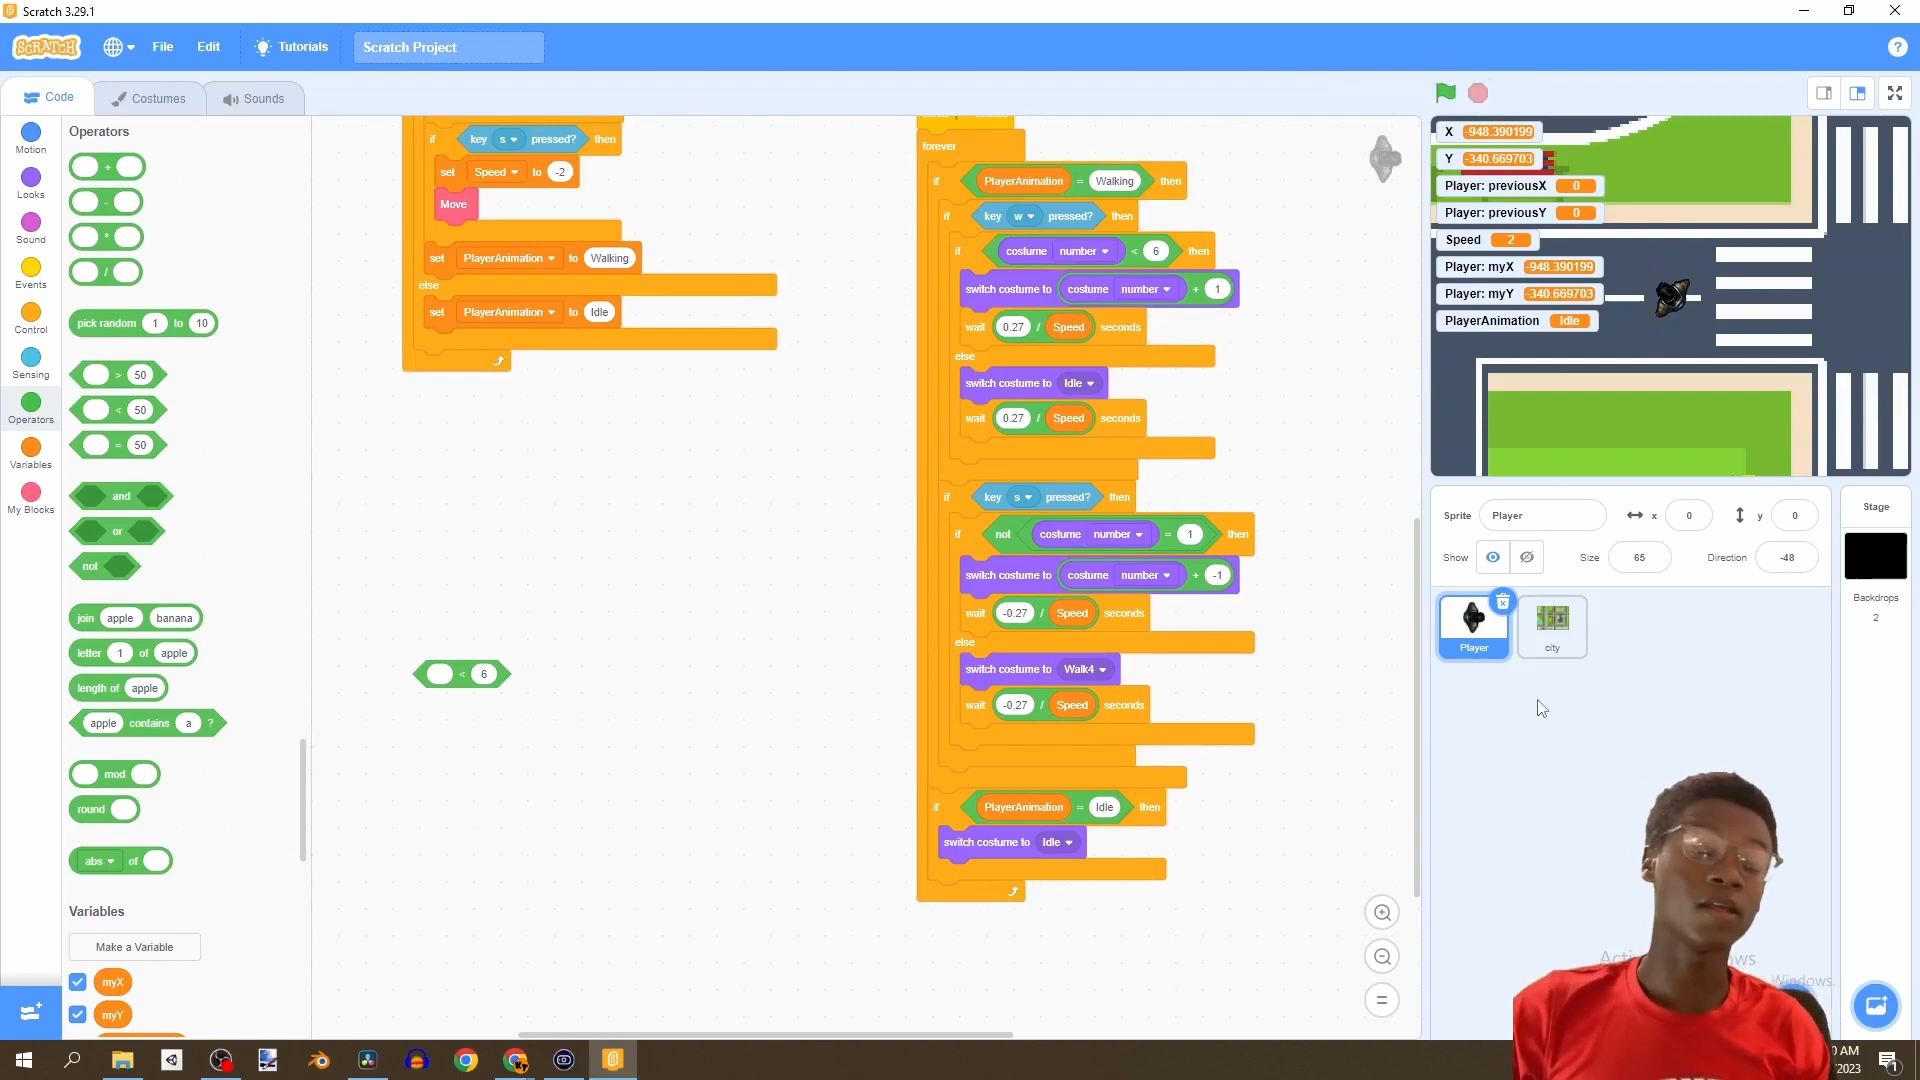 Scratch 3.29.1
SCRATCH
File
Edit
Tutorials
Scratch Project
?
Code
Costumes
Sounds
Motion
Looks
Sound
Events
Control
Sensing
Operators
Variables
My Blocks
Operators
+
-
*
/
pick random 1 to 10
> 50
< 50
= 50
and
or
not
join apple banana
letter 1 of apple
length of apple
apple contains a ?
mod
round
abs of
Variables
Make a Variable
myX
myY
if key s pressed? then
set Speed to -2
Move
set PlayerAnimation to Walking
else
set PlayerAnimation to Idle
< 6
forever
if PlayerAnimation = Walking then
if key w pressed? then
if costume number < 6 then
switch costume to costume number + 1
wait 0.27 / Speed seconds
else
switch costume to Idle
wait 0.27 / Speed seconds
if key s pressed? then
if not costume number = 1 then
switch costume to costume number + -1
wait -0.27 / Speed seconds
else
switch costume to Walk4
wait -0.27 / Speed seconds
if PlayerAnimation = Idle then
switch costume to Idle
X -948.390199
Y -340.669703
Player: previousX 0
Player: previousY 0
Speed 2
Player: myX -948.390199
Player: myY -340.669703
PlayerAnimation Idle
Sprite Player x 0 y 0
Show Size 65 Direction -48
Player
city
Stage
Backdrops
2
Windows.
AM
2023
1